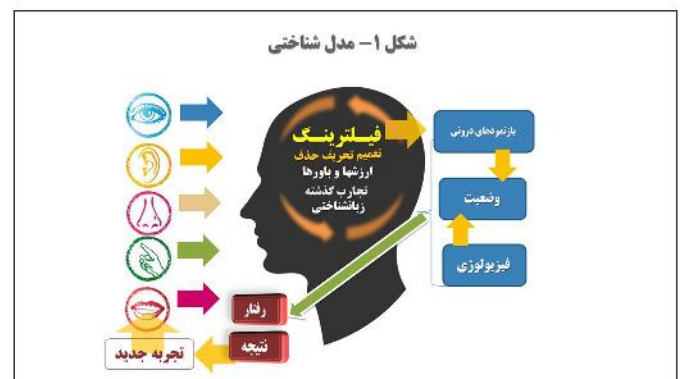 شکل ۱- مدل شناختی
فیـلـترینـگ
تعمیم تحریف حذف
ارزشها و باورها
تجارب گذشته
زبانشناختی
بازنمودهای درونی
وضعیت
فیزیولوژی
رفتار
نتیجه
تجربه جدید